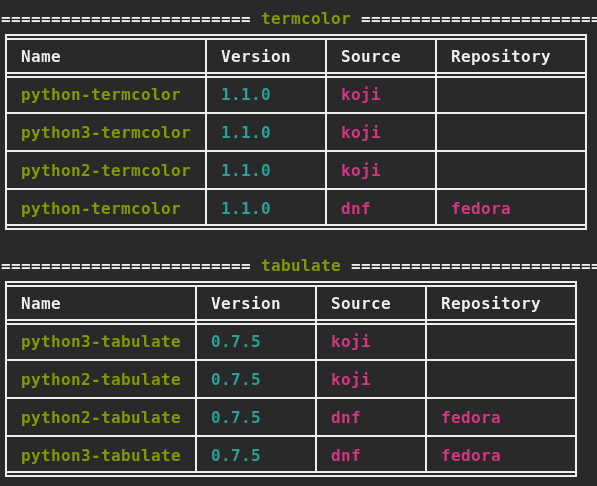 ========================= termcolor ========================
Name Version Source Repository
python-termcolor 1.1.0 koji
python3-termcolor 1.1.0 koji
python2-termcolor 1.1.0 koji
python-termcolor 1.1.0 dnf fedora
========================= tabulate =========================
Name Version Source Repository
python3-tabulate 0.7.5 koji
python2-tabulate 0.7.5 koji
python2-tabulate 0.7.5 dnf fedora
python3-tabulate 0.7.5 dnf fedora